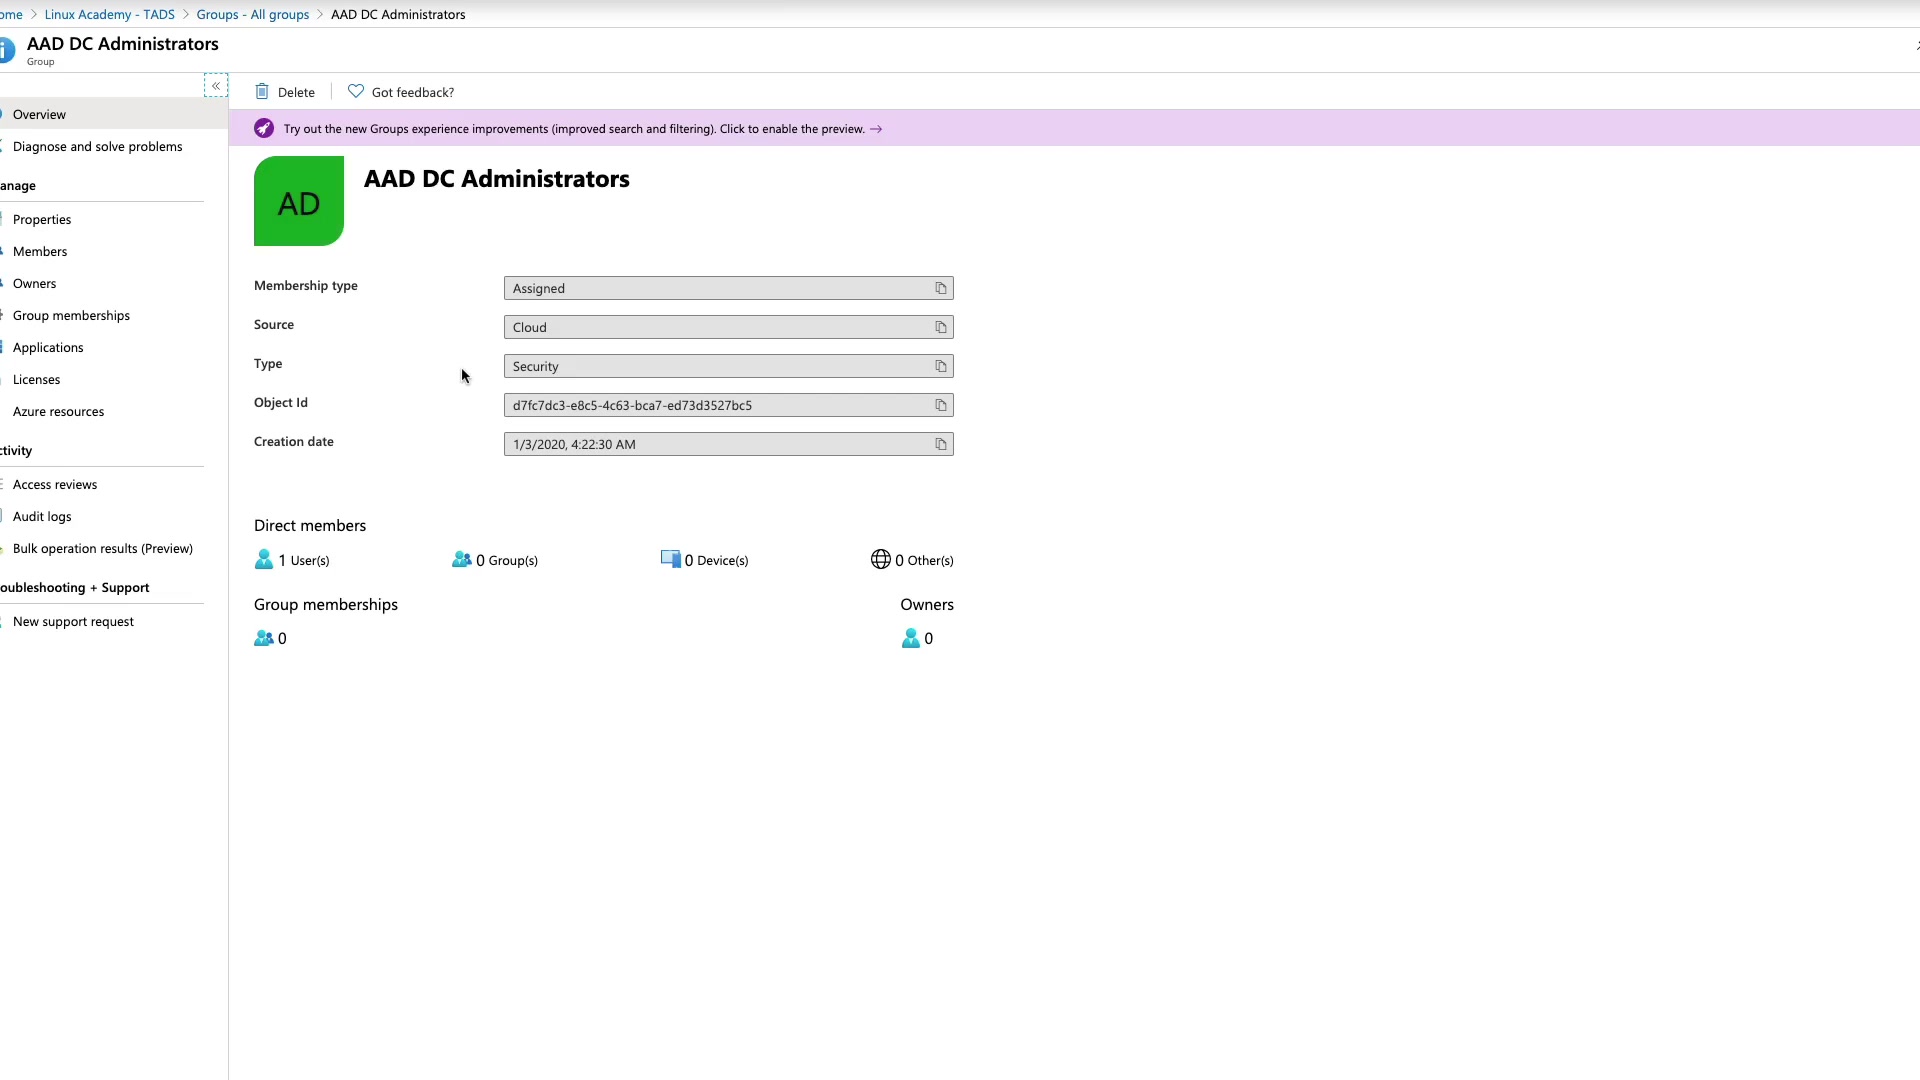 ome > Linux Academy - TADS > Groups - All groups > AAD DC Administrators
AAD DC Administrators
Group
«
Delete
Got feedback?
Overview
Try out the new Groups experience improvements (improved search and filtering). Click to enable the preview. →
Diagnose and solve problems
AD
AAD DC Administrators
anage
Properties
Members
Owners
Group memberships
Applications
Licenses
Azure resources
ctivity
Access reviews
Audit logs
Bulk operation results (Preview)
oubleshooting + Support
New support request
Membership type
Assigned
Source
Cloud
Type
Security
Object Id
d7fc7dc3-e8c5-4c63-bca7-ed73d3527bc5
Creation date
1/3/2020, 4:22:30 AM
Direct members
1 User(s)
0 Group(s)
0 Device(s)
0 Other(s)
Group memberships
0
Owners
0